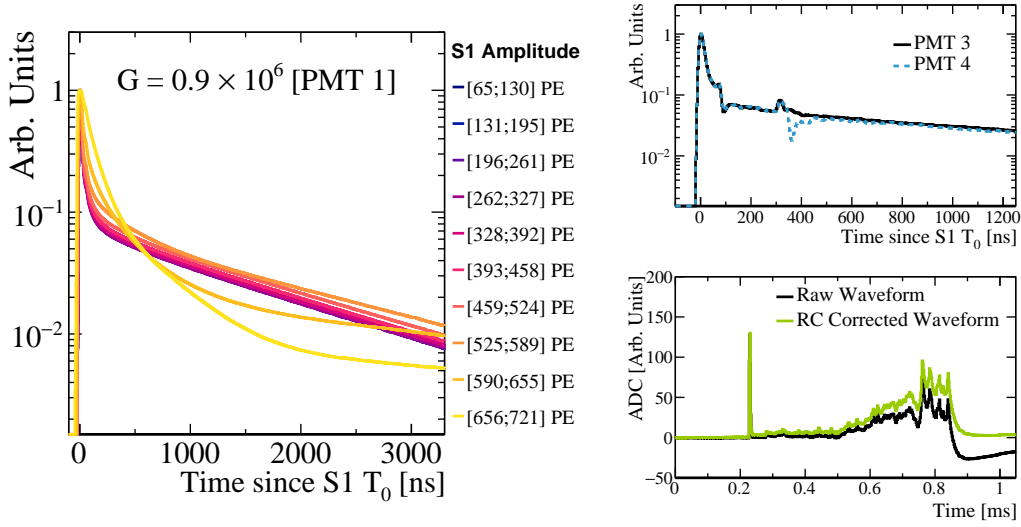 Arb. Units
1
10⁻¹
10⁻²
G = 0.9 × 10⁶ [PMT 1]
0 1000 2000 3000
Time since S1 T₀ [ns]
S1 Amplitude
[65;130] PE
[131;195] PE
[196;261] PE
[262;327] PE
[328;392] PE
[393;458] PE
[459;524] PE
[525;589] PE
[590;655] PE
[656;721] PE
Arb. Units
1
10⁻¹
10⁻²
PMT 3
PMT 4
0 200 400 600 800 1000 1200
Time since S1 T₀ [ns]
ADC [Arb. Units]
200
150
100
50
0
−50
Raw Waveform
RC Corrected Waveform
0 0.2 0.4 0.6 0.8 1
Time [ms]